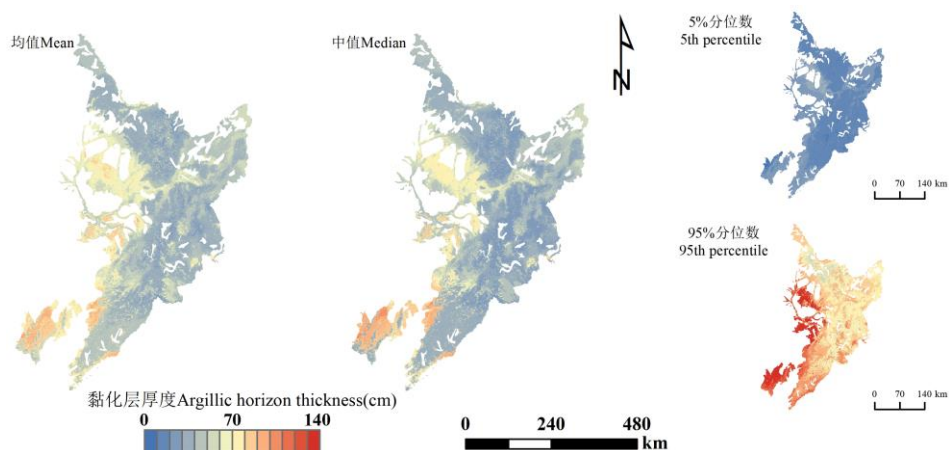 均值Mean
中值Median
N
5%分位数
5th percentile
0 70 140 km
95%分位数
95th percentile
0 70 140 km
黏化层厚度Argillic horizon thickness(cm)
0 70 140
0 240 480
km